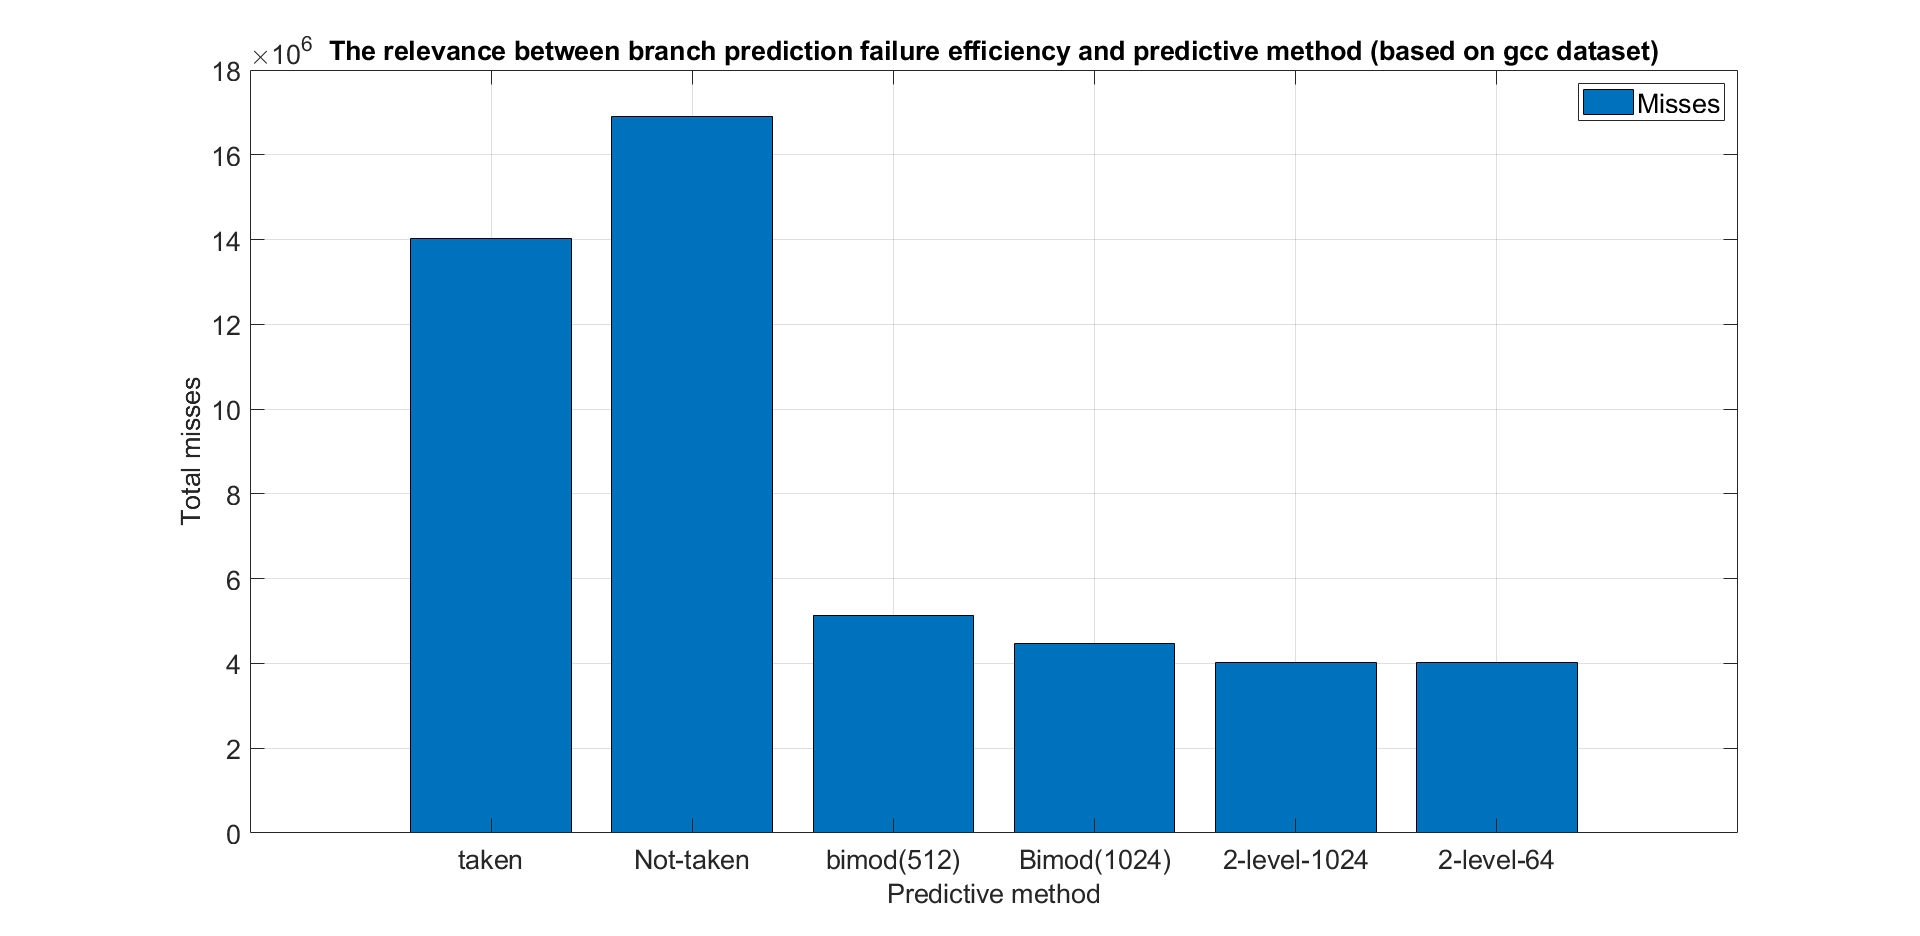 ×10⁶
The relevance between branch prediction failure efficiency and predictive method (based on gcc dataset)
18
16
14
12
10
8
6
4
2
0
Total misses
Misses
taken
Not-taken
bimod(512)
Bimod(1024)
2-level-1024
2-level-64
Predictive method